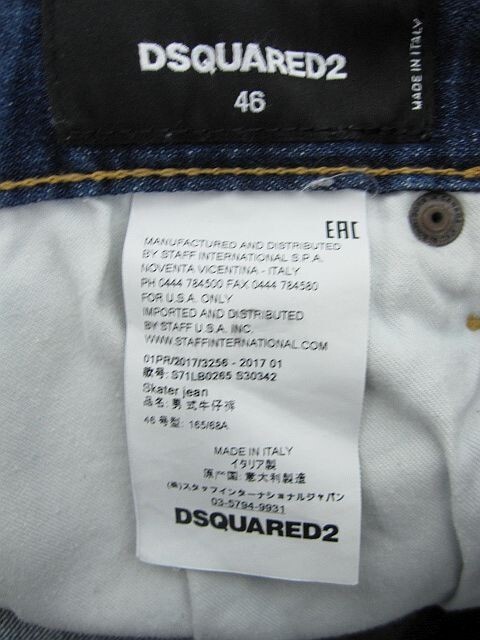 DSQUARED2
46
MADE IN ITALY
EAC
MANUFACTURED AND DISTRIBUTED
BY STAFF INTERNATIONAL S.P.A.
NOVENTA VICENTINA - ITALY
PH 0444 784500 FAX 0444 784580
FOR U.S.A. ONLY
IMPORTED AND DISTRIBUTED
BY STAFF U.S.A. INC.
WWW.STAFFINTERNATIONAL.COM
01PR/2017/3256 - 2017 01
款号: S71LB0265 S30342
Skater jean
品名: 男式牛仔裤
46 号型: 165/68A
MADE IN ITALY
イタリア製
原产国: 意大利製造
(株)スタッフインターナショナルジャパン
03-5794-9931
DSQUARED2